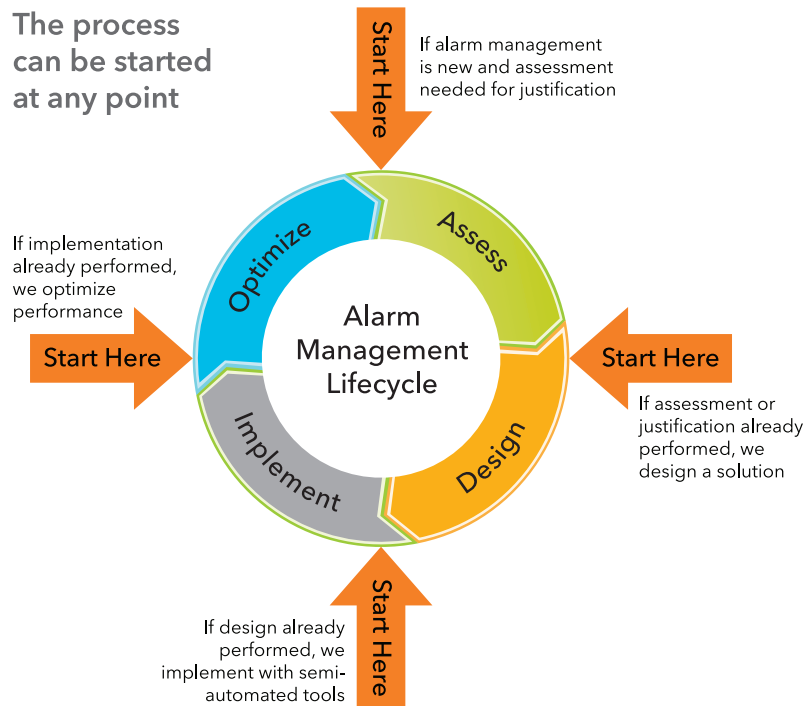 The process
can be started
at any point
Start Here
If alarm management
is new and assessment
needed for justification
Assess
Optimize
If implementation
already performed,
we optimize
performance
Start Here
Alarm
Management
Lifecycle
Start Here
If assessment or
justification already
performed, we
design a solution
Design
Implement
If design already
performed, we
implement with semi-
automated tools
Start Here